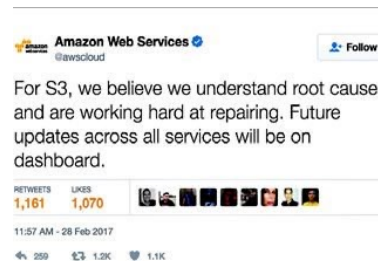 amazon
Amazon Web Services
@awscloud
Follow
For S3, we believe we understand root cause
and are working hard at repairing. Future
updates across all services will be on
dashboard.
RETWEETS LIKES
1,161 1,070
11:57 AM - 28 Feb 2017
259 1.2K 1.1K